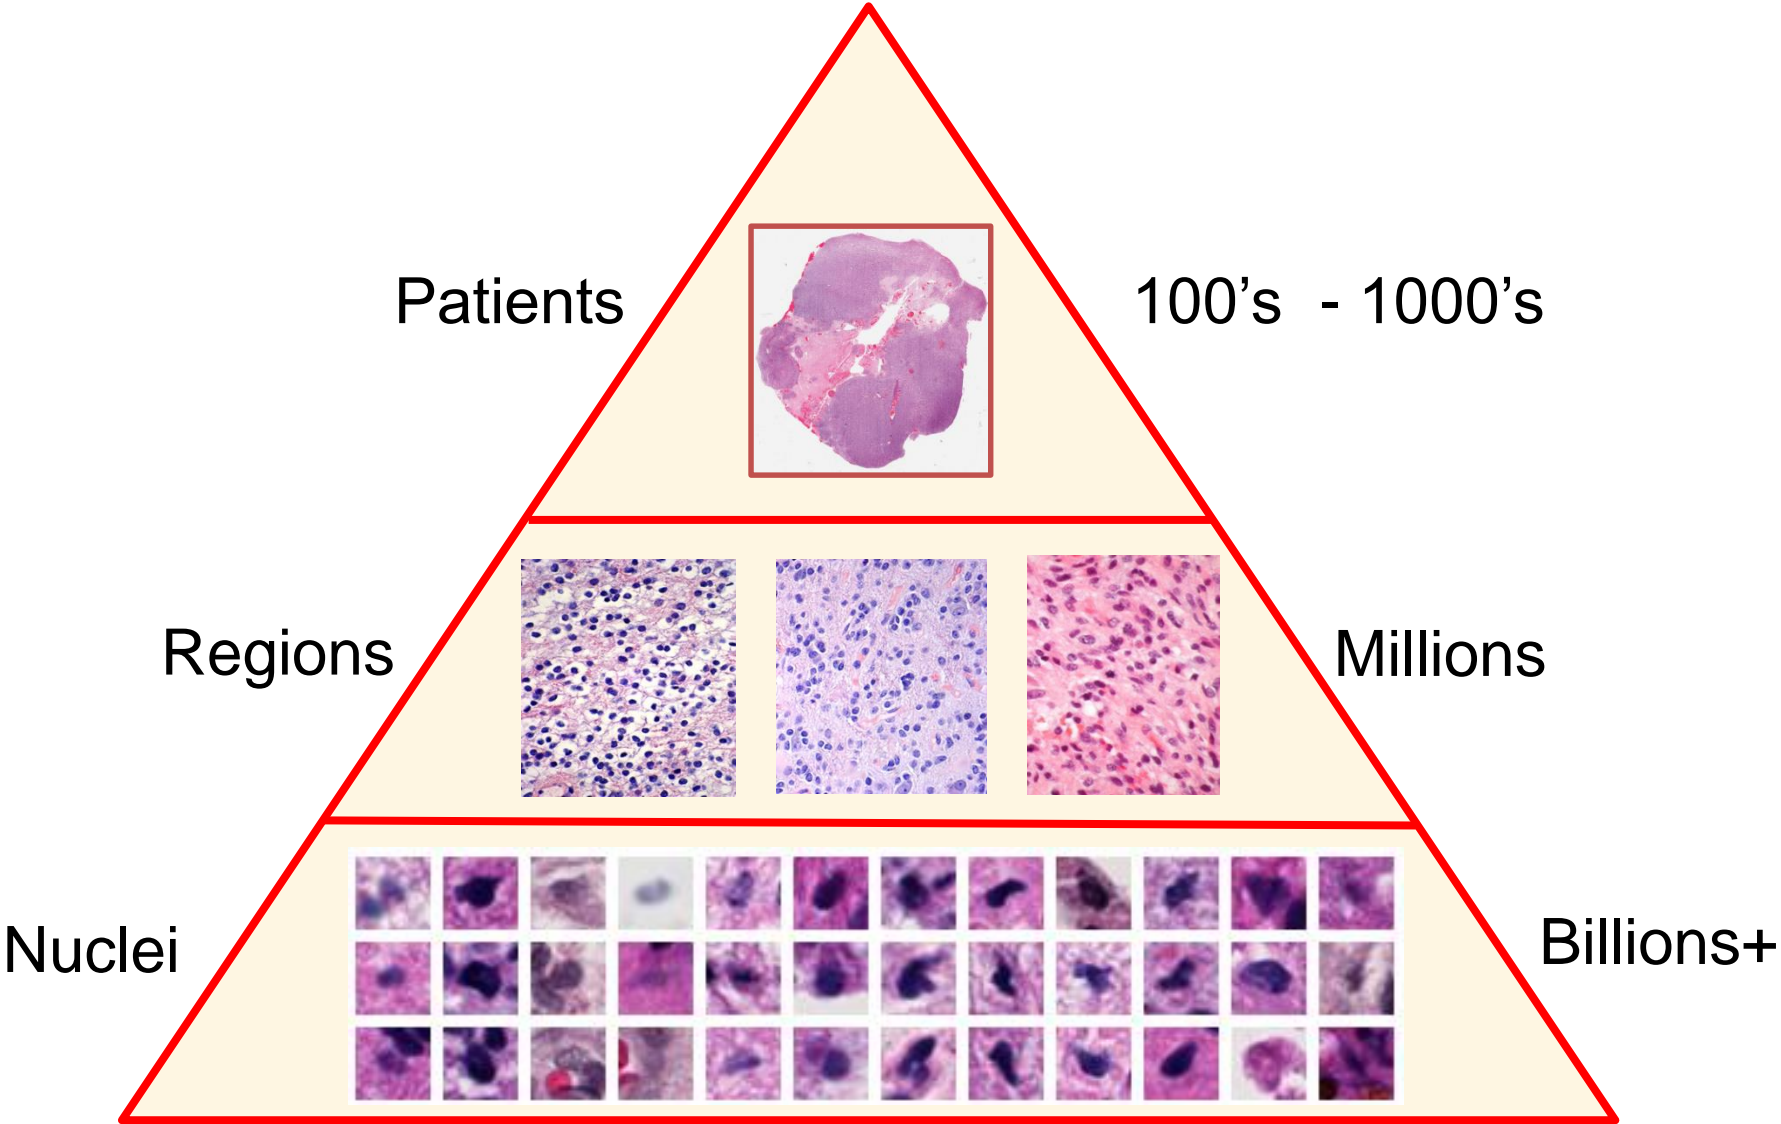 Patients
100’s - 1000’s
Regions
Millions
Nuclei
Billions+